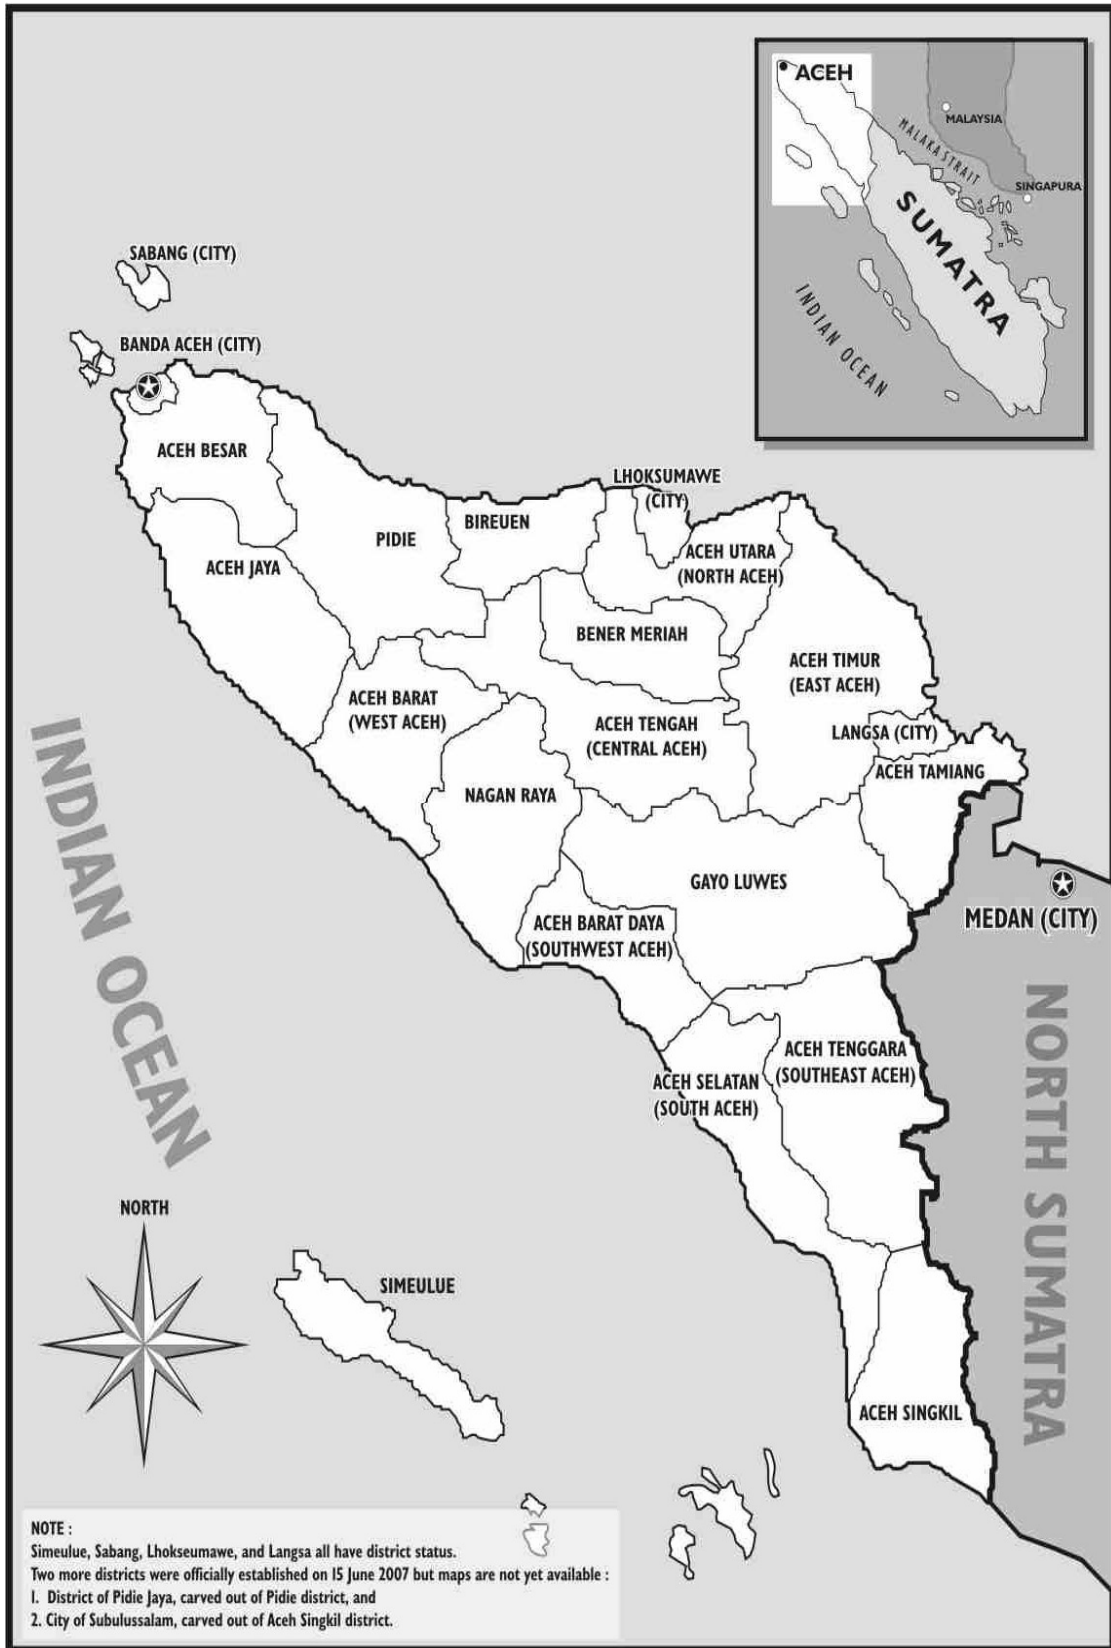 ACEH
MALAYSIA
MALAKA STRAIT
SINGAPURA
SUMATRA
INDIAN OCEAN
SABANG (CITY)
BANDA ACEH (CITY)
ACEH BESAR
LHOKSUMAWE
(CITY)
BIREUEN
PIDIE
ACEH UTARA
(NORTH ACEH)
ACEH JAYA
BENER MERIAH
ACEH TIMUR
(EAST ACEH)
ACEH BARAT
(WEST ACEH)
ACEH TENGAH
(CENTRAL ACEH)
LANGSA (CITY)
ACEH TAMIANG
NAGAN RAYA
INDIAN OCEAN
GAYO LUWES
MEDAN (CITY)
ACEH BARAT DAYA
(SOUTHWEST ACEH)
NORTH SUMATRA
ACEH TENGGARA
(SOUTHEAST ACEH)
ACEH SELATAN
(SOUTH ACEH)
NORTH
SIMEULUE
ACEH SINGKIL
NOTE :
Simeulue, Sabang, Lhokseumawe, and Langsa all have district status.
Two more districts were officially established on 15 June 2007 but maps are not yet available :
1. District of Pidie Jaya, carved out of Pidie district, and
2. City of Subulussalam, carved out of Aceh Singkil district.